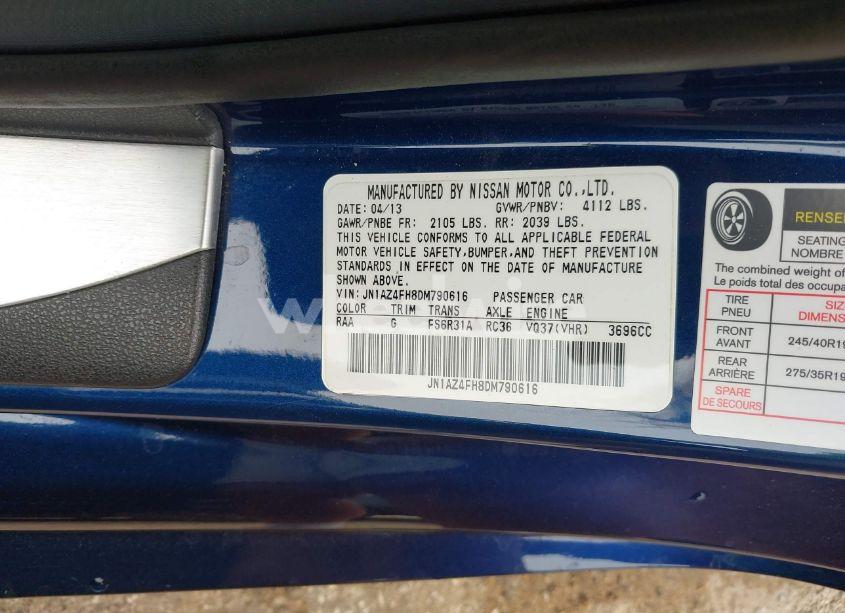 MANUFACTURED BY NISSAN MOTOR CO.,LTD.
DATE: 04/13 GVWR/PNBV: 4112 LBS.
GAWR/PNBE FR: 2105 LBS. RR: 2039 LBS.
THIS VEHICLE CONFORMS TO ALL APPLICABLE FEDERAL
MOTOR VEHICLE SAFETY,BUMPER,AND THEFT PREVENTION
STANDARDS IN EFFECT ON THE DATE OF MANUFACTURE
SHOWN ABOVE.
VIN: JN1AZ4FH8DM790616 PASSENGER CAR
COLOR TRIM TRANS AXLE ENGINE
RAA G FS6R31A RC36 VQ37(VHR) 3696CC
JN1AZ4FH8DM790616
RENSEI
SEATING
NOMBRE
The combined weight of
Le poids total des occupa
TIRE
PNEU
SIZ
DIMENS
FRONT
AVANT
245/40R19
REAR
ARRIÈRE
275/35R19
SPARE
DE SECOURS